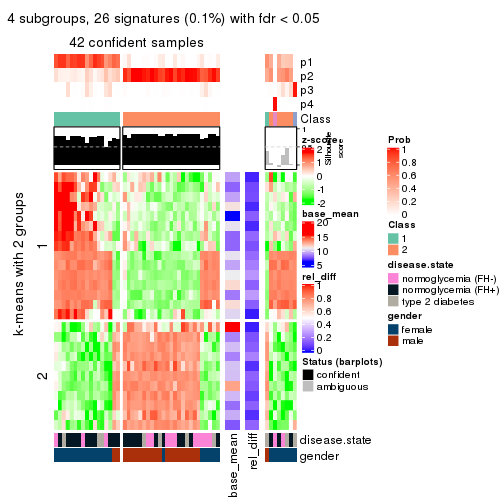 4 subgroups, 26 signatures (0.1%) with fdr < 0.05
42 confident samples
p1
p2
p3
p4
Class
1
0.5
0
Silhouette
score
k-means with 2 groups
1
2
disease.state
gender
base_mean
rel_diff
z-score
2
1
0
-1
-2
base_mean
20
15
10
5
rel_diff
1
0.8
0.6
0.4
0.2
0
Status (barplots)
confident
ambiguous
Prob
1
0.8
0.6
0.4
0.2
0
Class
1
2
disease.state
normoglycemia (FH-)
normoglycemia (FH+)
type 2 diabetes
gender
female
male